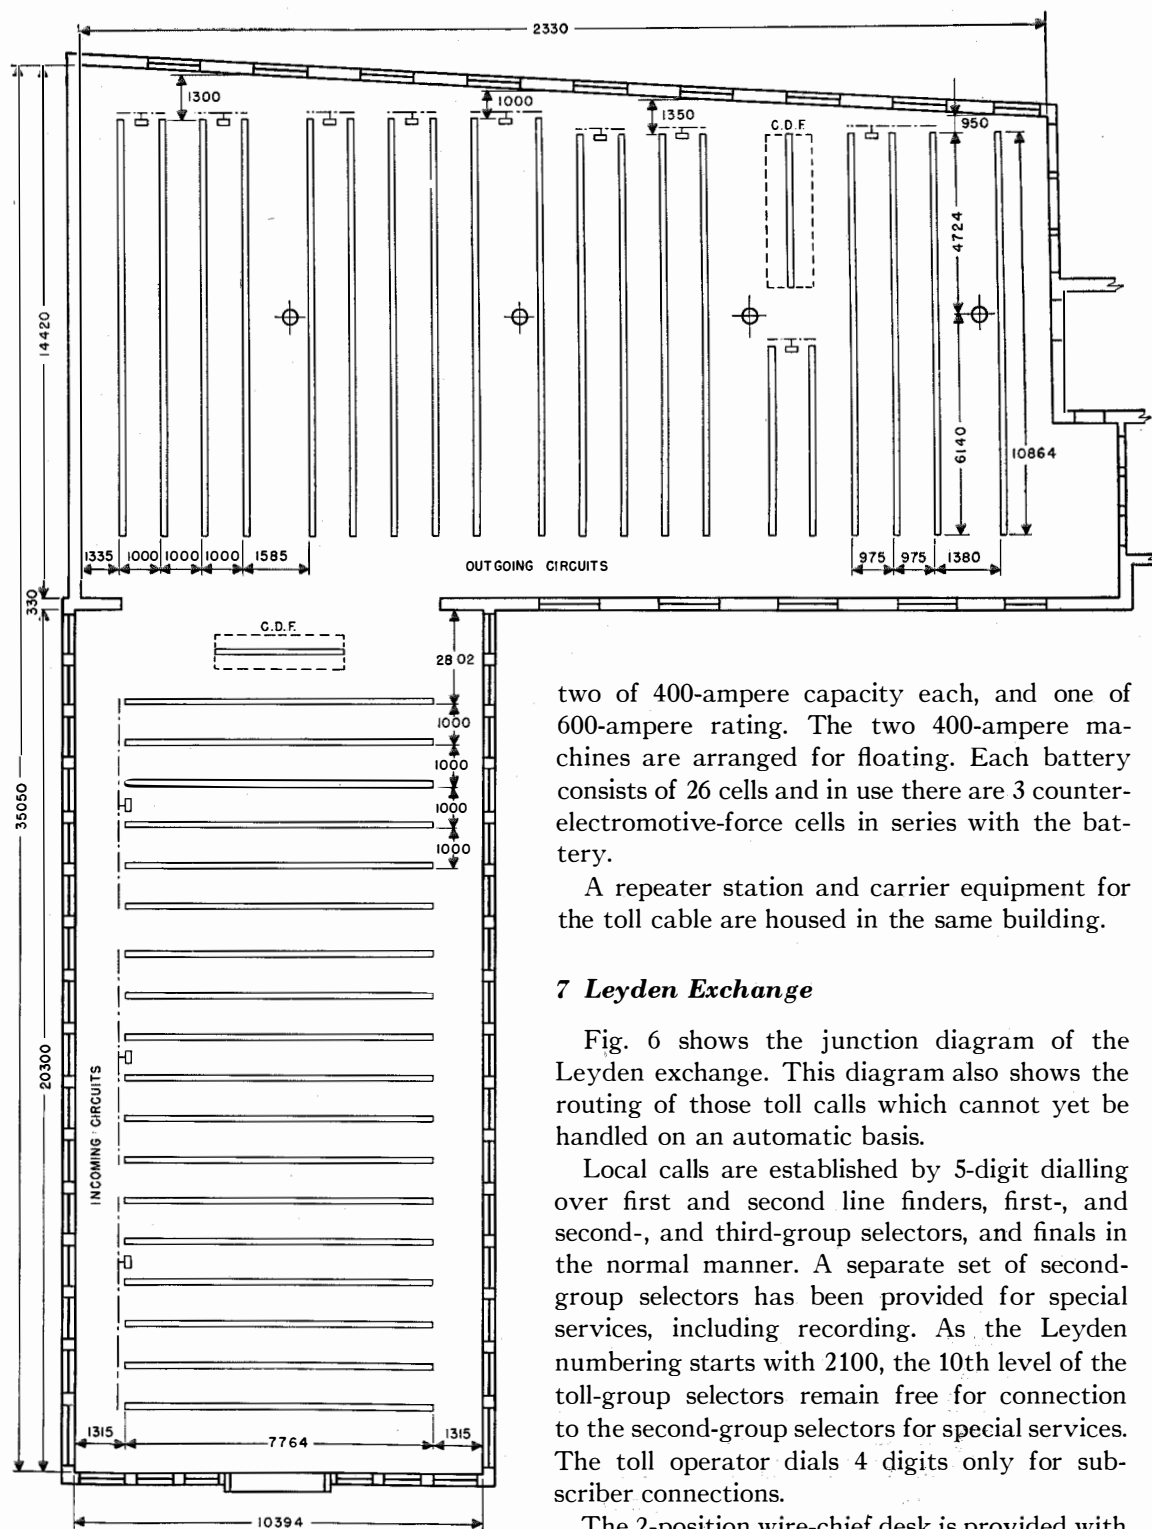 2330
1300
1000
1350
C.D.F.
950
4724
14420
6140
10864
1335 1000 1000 1000 1585
975 975 1380
OUTGOING CIRCUITS
330
C.D.F.
2802
1000
1000
1000
1000
35050
20300
INCOMING CIRCUITS
1315
7764
1315
10394
two of 400-ampere capacity each, and one of
600-ampere rating. The two 400-ampere ma-
chines are arranged for floating. Each battery
consists of 26 cells and in use there are 3 counter-
electromotive-force cells in series with the bat-
tery.
A repeater station and carrier equipment for
the toll cable are housed in the same building.
7 Leyden Exchange
Fig. 6 shows the junction diagram of the
Leyden exchange. This diagram also shows the
routing of those toll calls which cannot yet be
handled on an automatic basis.
Local calls are established by 5-digit dialling
over first and second line finders, first-, and
second-, and third-group selectors, and finals in
the normal manner. A separate set of second-
group selectors has been provided for special
services, including recording. As the Leyden
numbering starts with 2100, the 10th level of the
toll-group selectors remain free for connection
to the second-group selectors for special services.
The toll operator dials 4 digits only for sub-
scriber connections.
The 2-position wire-chief desk is provided with